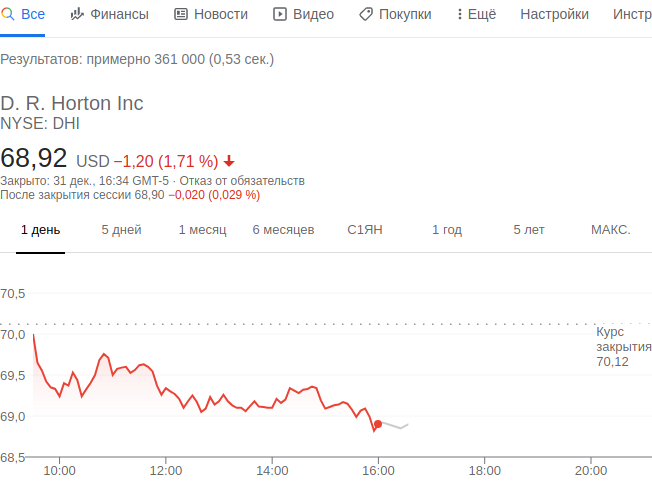 Все Финансы Новости Видео Покупки Ещё Настройки Инстр
Результатов: примерно 361 000 (0,53 сек.)
D. R. Horton Inc
NYSE: DHI
68,92 USD −1,20 (1,71 %)
Закрыто: 31 дек., 16:34 GMT-5 · Отказ от обязательств
После закрытия сессии 68,90 −0,020 (0,029 %)
1 день 5 дней 1 месяц 6 месяцев С1ЯН 1 год 5 лет МАКС.
70,5
70,0
69,5
69,0
68,5
Курс
закрытия
70,12
10:00 12:00 14:00 16:00 18:00 20:00